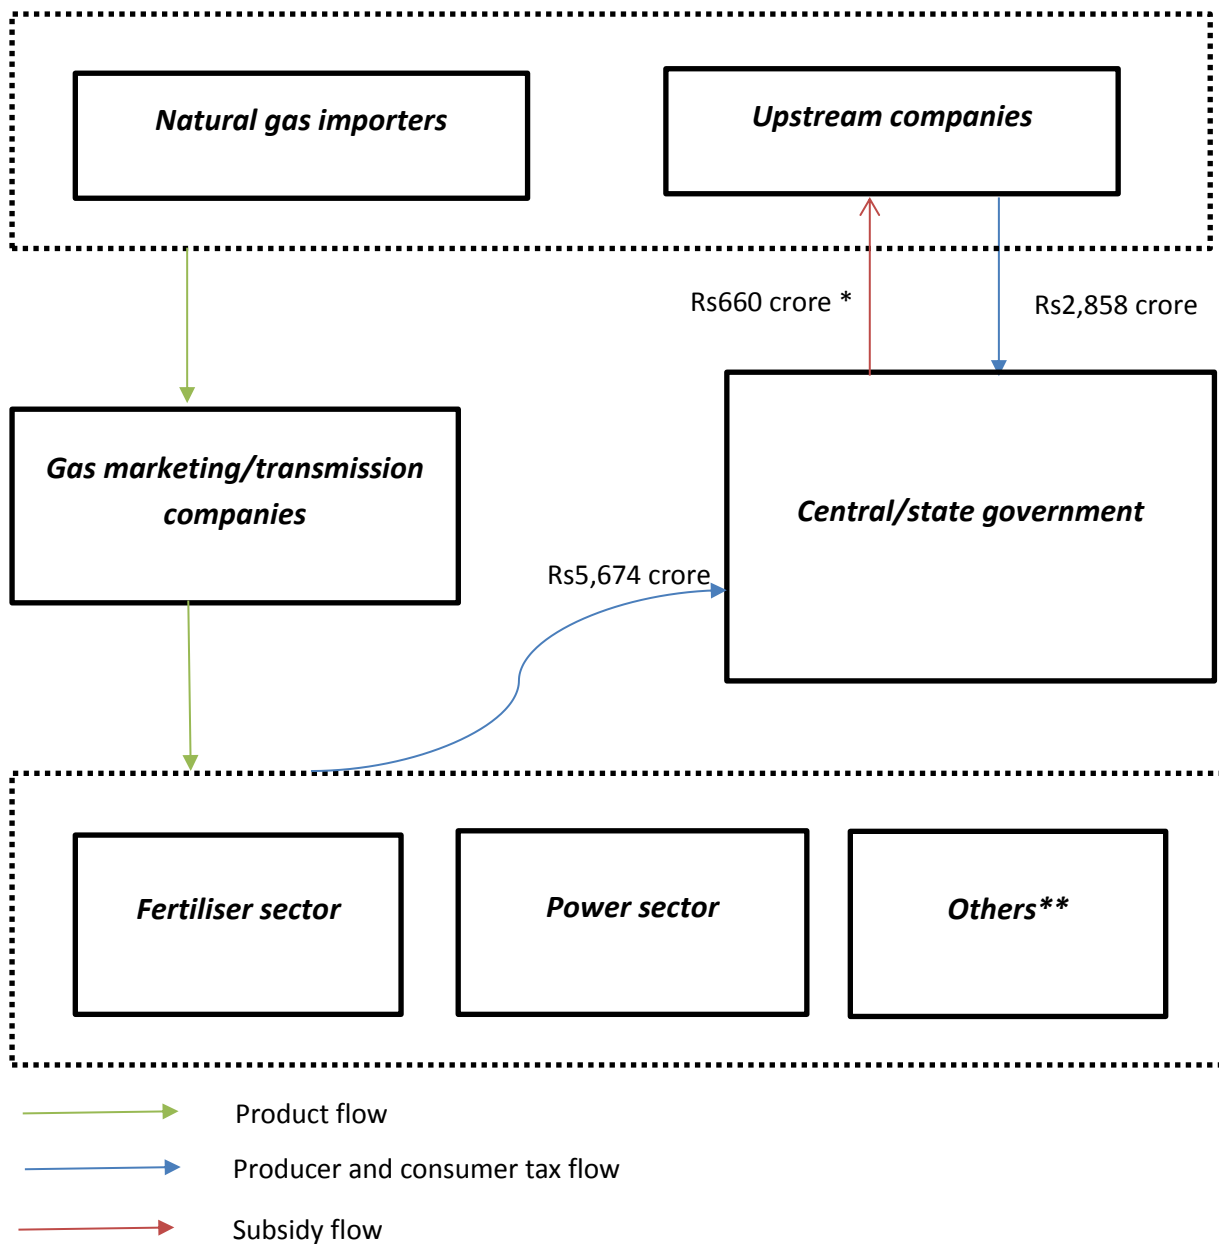 Natural gas importers
Upstream companies
Rs660 crore *
Rs2,858 crore
Gas marketing/transmission
companies
Central/state government
Rs5,674 crore
Fertiliser sector
Power sector
Others**
Product flow
Producer and consumer tax flow
Subsidy flow